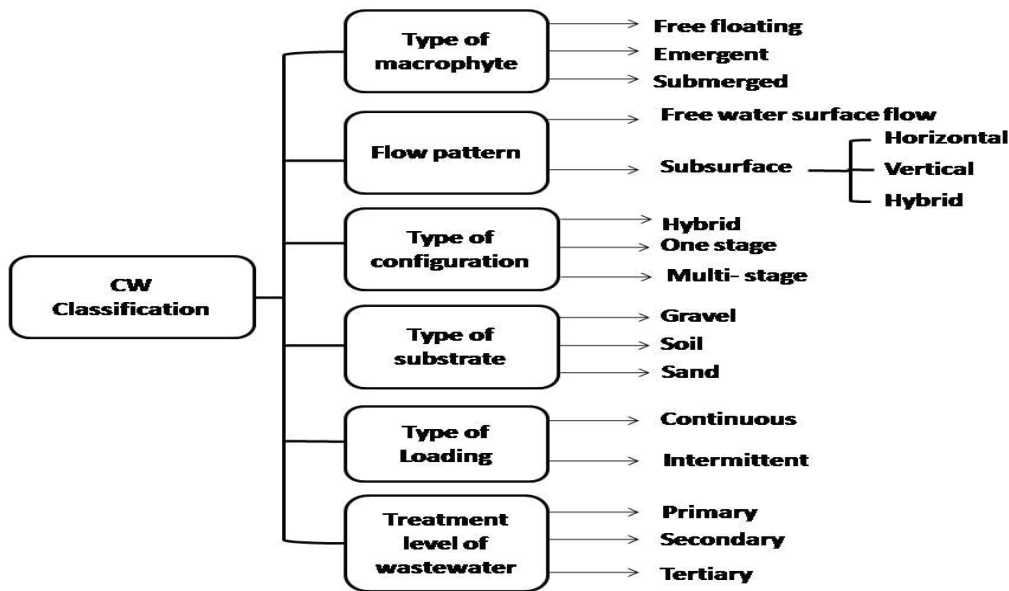 CW
Classification
Type of
macrophyte
Free floating
Emergent
Submerged
Flow pattern
Free water surface flow
Subsurface
Horizontal
Vertical
Hybrid
Type of
configuration
Hybrid
One stage
Multi- stage
Type of
substrate
Gravel
Soil
Sand
Type of
Loading
Continuous
Intermittent
Treatment
level of
wastewater
Primary
Secondary
Tertiary